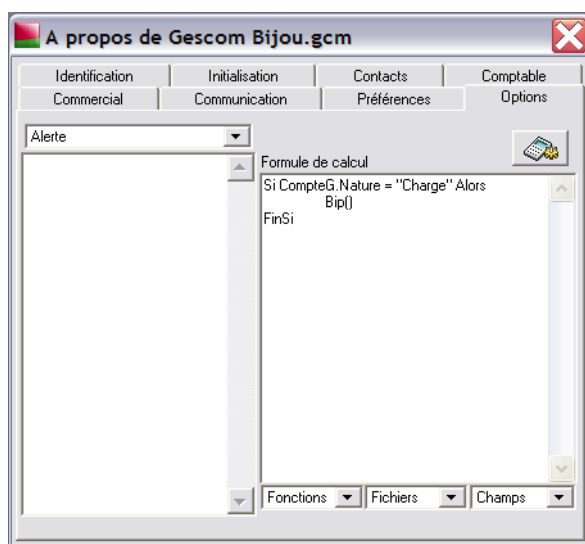 A propos de Gescom Bijou.gcm
Identification Initialisation Contacts Comptable
Commercial Communication Préférences Options
Alerte
Formule de calcul
Si CompteG.Nature = "Charge" Alors
Bip()
FinSi
Fonctions Fichiers Champs